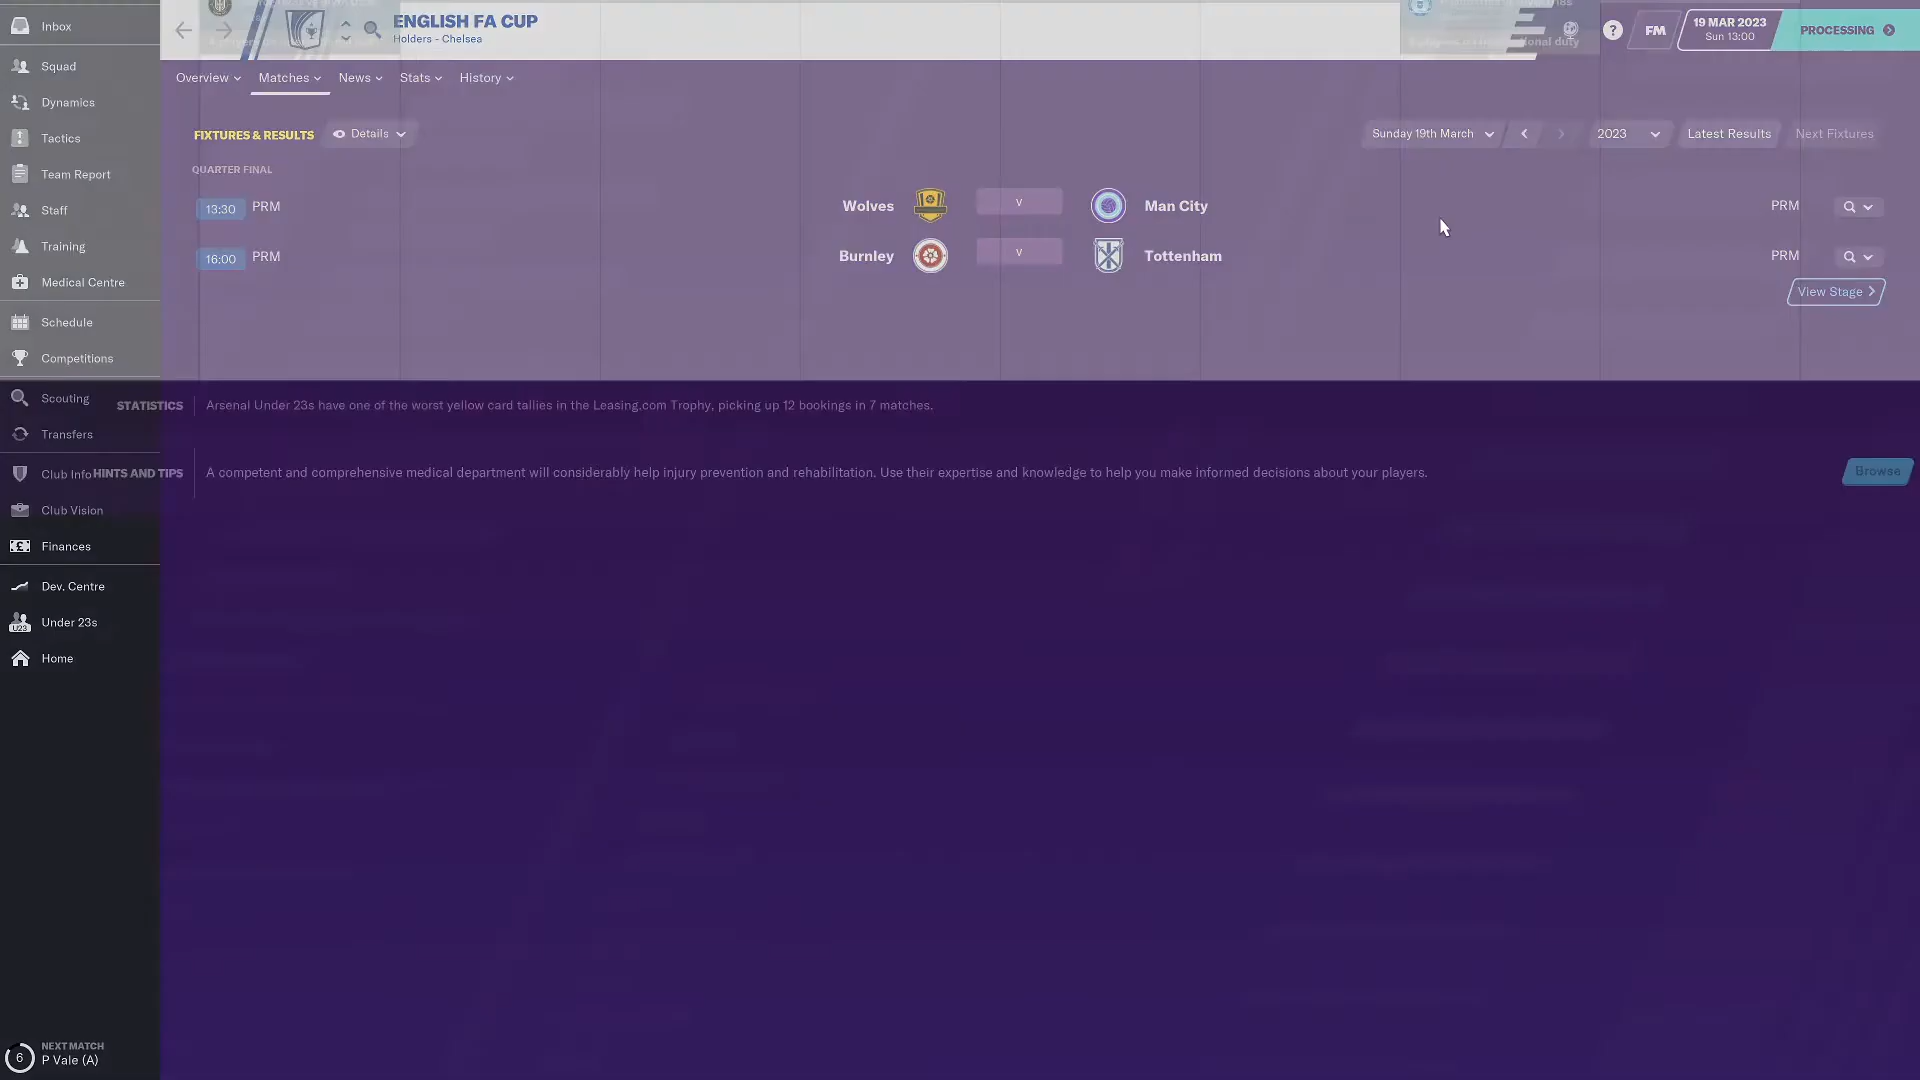 Inbox
Squad
Dynamics
Tactics
Team Report
Staff
Training
Medical Centre
Schedule
Competitions
Scouting
Transfers
Club Info
Club Vision
Finances
Dev. Centre
Under 23s
Home
NEXT MATCH
6 P Vale (A)
ENGLISH FA CUP
Holders - Chelsea
FM
19 MAR 2023
Sun 13:00
PROCESSING
Overview Matches News Stats History
FIXTURES & RESULTS Details Sunday 19th March 2023 Latest Results Next Fixtures
QUARTER FINAL
13:30 PRM Wolves v Man City PRM
16:00 PRM Burnley v Tottenham PRM
View Stage
STATISTICS Arsenal Under 23s have one of the worst yellow card tallies in the Leasing.com Trophy, picking up 12 bookings in 7 matches.
HINTS AND TIPS A competent and comprehensive medical department will considerably help injury prevention and rehabilitation. Use their expertise and knowledge to help you make informed decisions about your players.
Browse